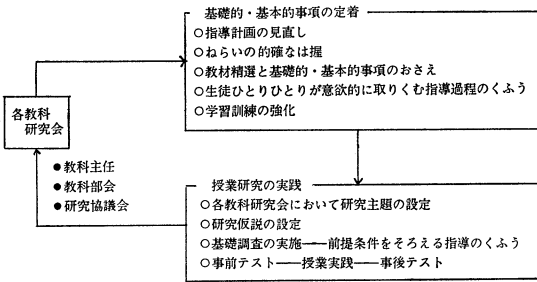 基礎的・基本的事項の定着
○指導計画の見直し
○ねらいの的確なは握
○教材精選と基礎的・基本的事項のおさえ
○生徒ひとりひとりが意欲的に取りくむ指導過程のくふう
○学習訓練の強化
各教科
研究会
●教科主任
●教科部会
●研究協議会
授業研究の実践
○各教科研究会において研究主題の設定
○研究仮説の設定
○基礎調査の実施――前提条件をそろえる指導のくふう
○事前テスト――授業実践――事後テスト